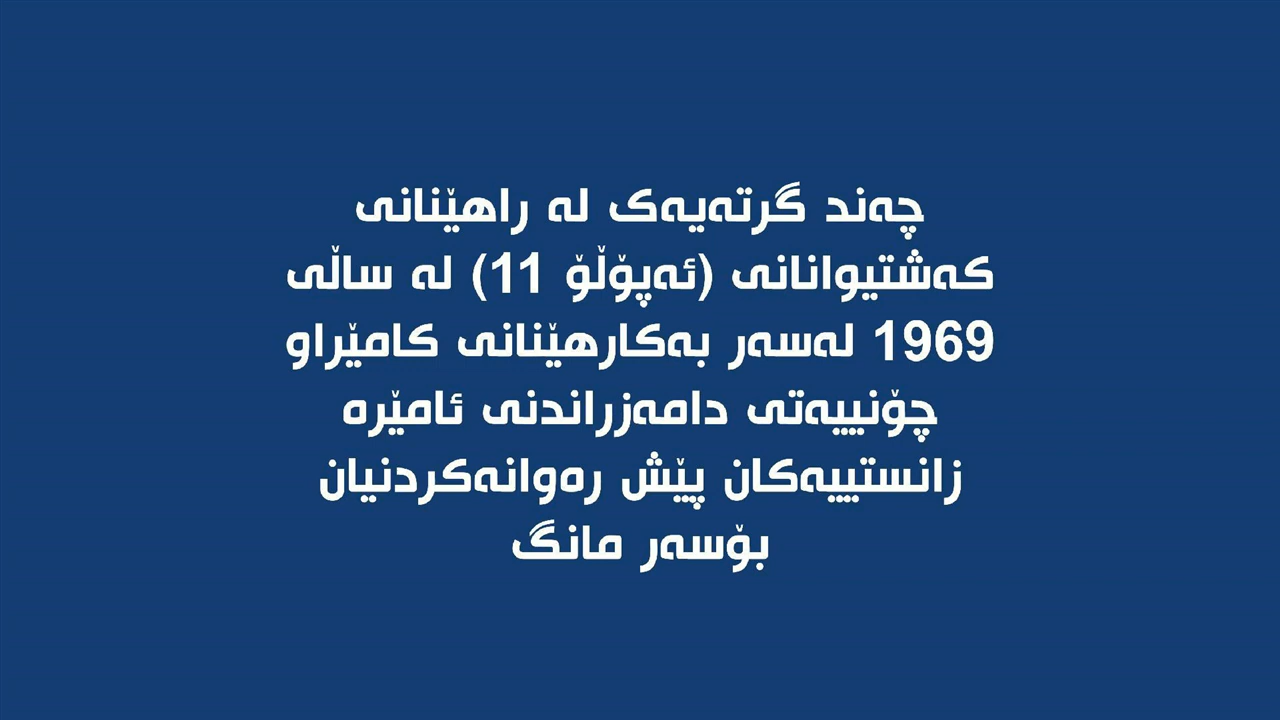 چەند گرتەیەک لە راهێنانی
کەشتیوانانی (ئەپۆڵۆ 11) لە ساڵی
1969 لەسەر بەکارهێنانی کامێراو
چۆنییەتی دامەزراندنی ئامێرە
زانستییەکان پێش رەوانەکردنیان
بۆسەر مانگ